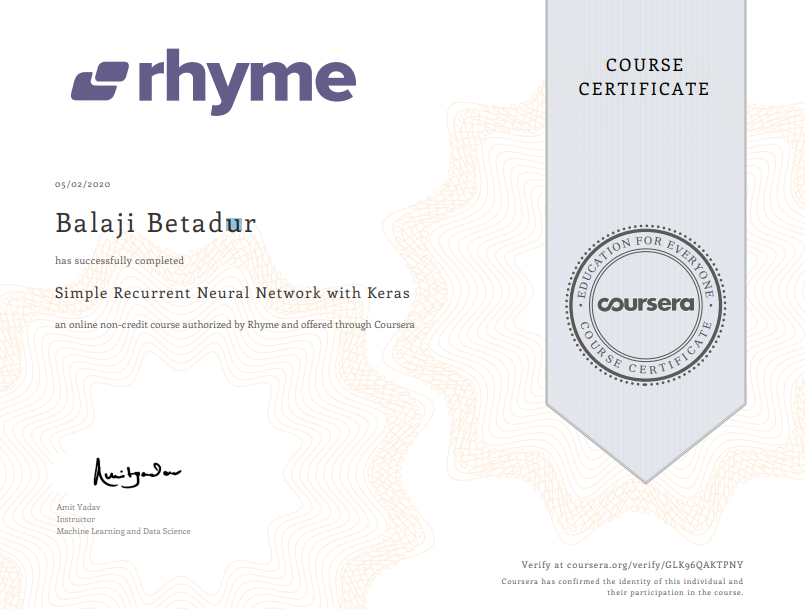 rhyme
COURSE
CERTIFICATE
05/02/2020
Balaji Betadur
has successfully completed
Simple Recurrent Neural Network with Keras
an online non-credit course authorized by Rhyme and offered through Coursera
EDUCATION FOR EVERYONE
coursera
COURSE CERTIFICATE
Amit Yadav
Amit Yadav
Instructor
Machine Learning and Data Science
Verify at coursera.org/verify/GLK96QAKTPNY
Coursera has confirmed the identity of this individual and
their participation in the course.